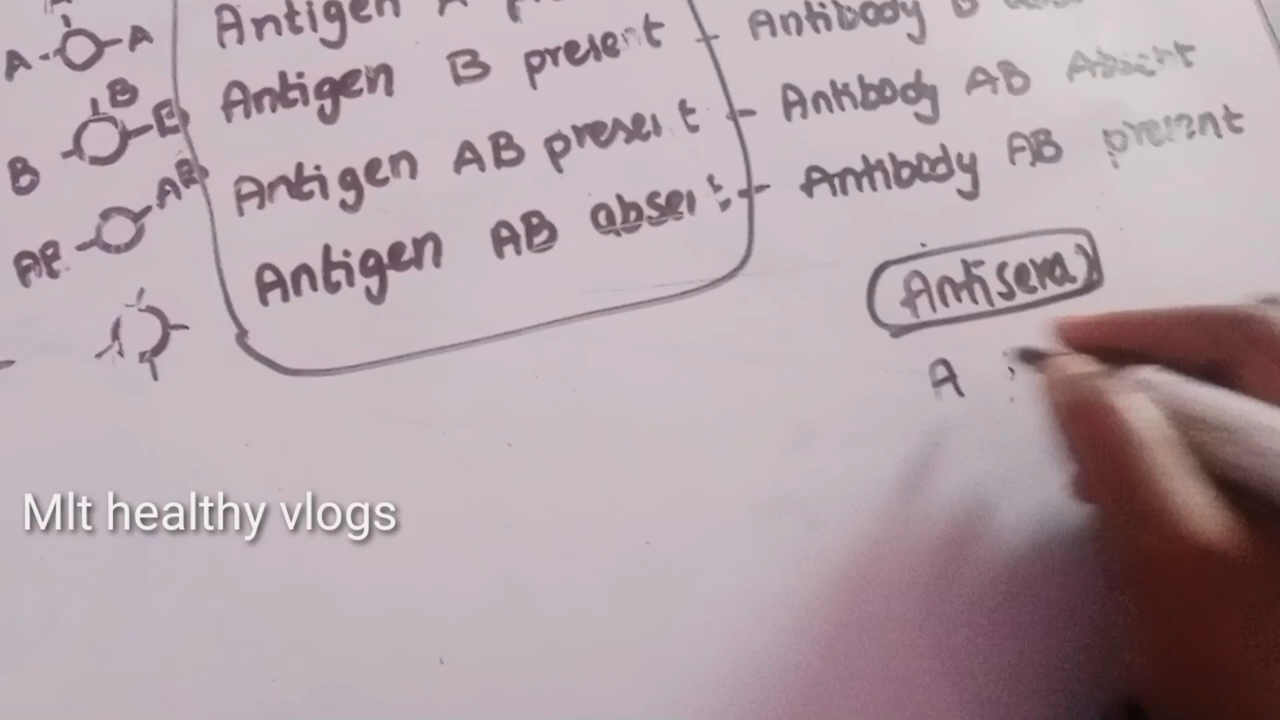 Antigen A
A A Antigen B present - Antibody B
B B Antigen AB present - Antibody AB Absent
B AB Antigen AB absent - Antibody AB present
AB
Antisera
A :
Mlt healthy vlogs